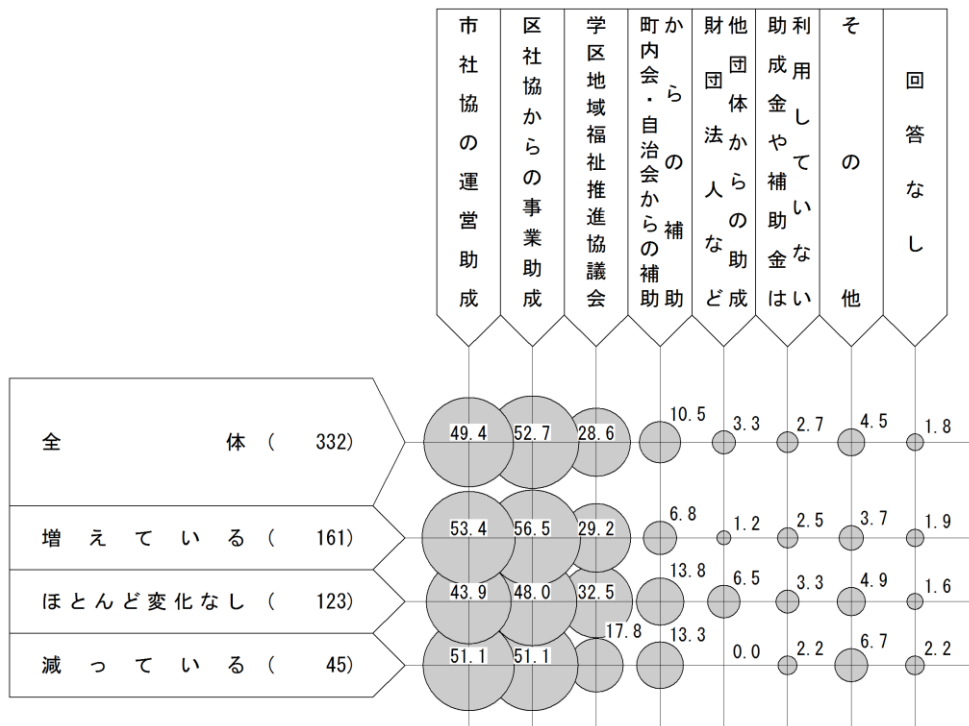 市社協の運営助成
区社協からの事業助成
学区地域福祉推進協議会
からの補助
町内会・自治会からの補助
財団法人など
他団体からの助成
助成金や補助金は
利用していない
その他
回答なし
全体 ( 332) 49.4 52.7 28.6 10.5 3.3 2.7 4.5 1.8
増えている ( 161) 53.4 56.5 29.2 6.8 1.2 2.5 3.7 1.9
ほとんど変化なし ( 123) 43.9 48.0 32.5 13.8 6.5 3.3 4.9 1.6
減っている ( 45) 51.1 51.1 17.8 13.3 0.0 2.2 6.7 2.2